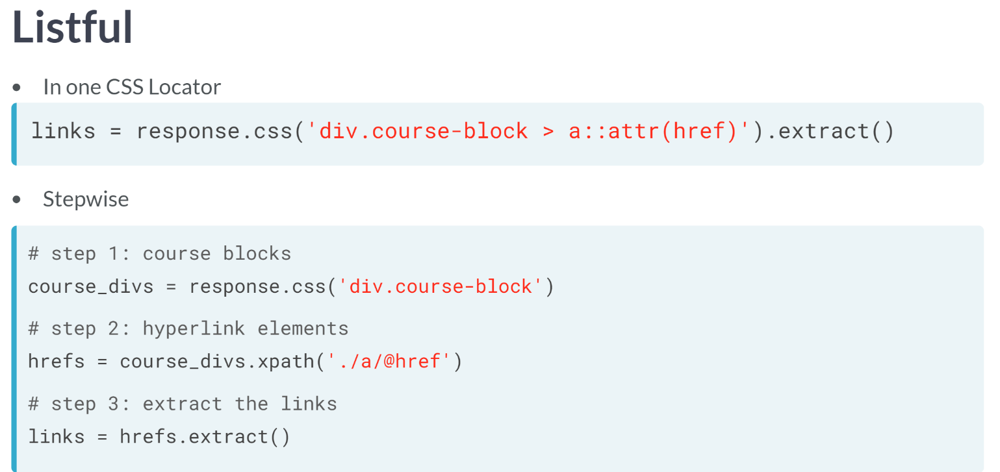 Listful
• In one CSS Locator
links = response.css('div.course-block > a::attr(href)').extract()
• Stepwise
# step 1: course blocks
course_divs = response.css('div.course-block')
# step 2: hyperlink elements
hrefs = course_divs.xpath('./a/@href')
# step 3: extract the links
links = hrefs.extract()